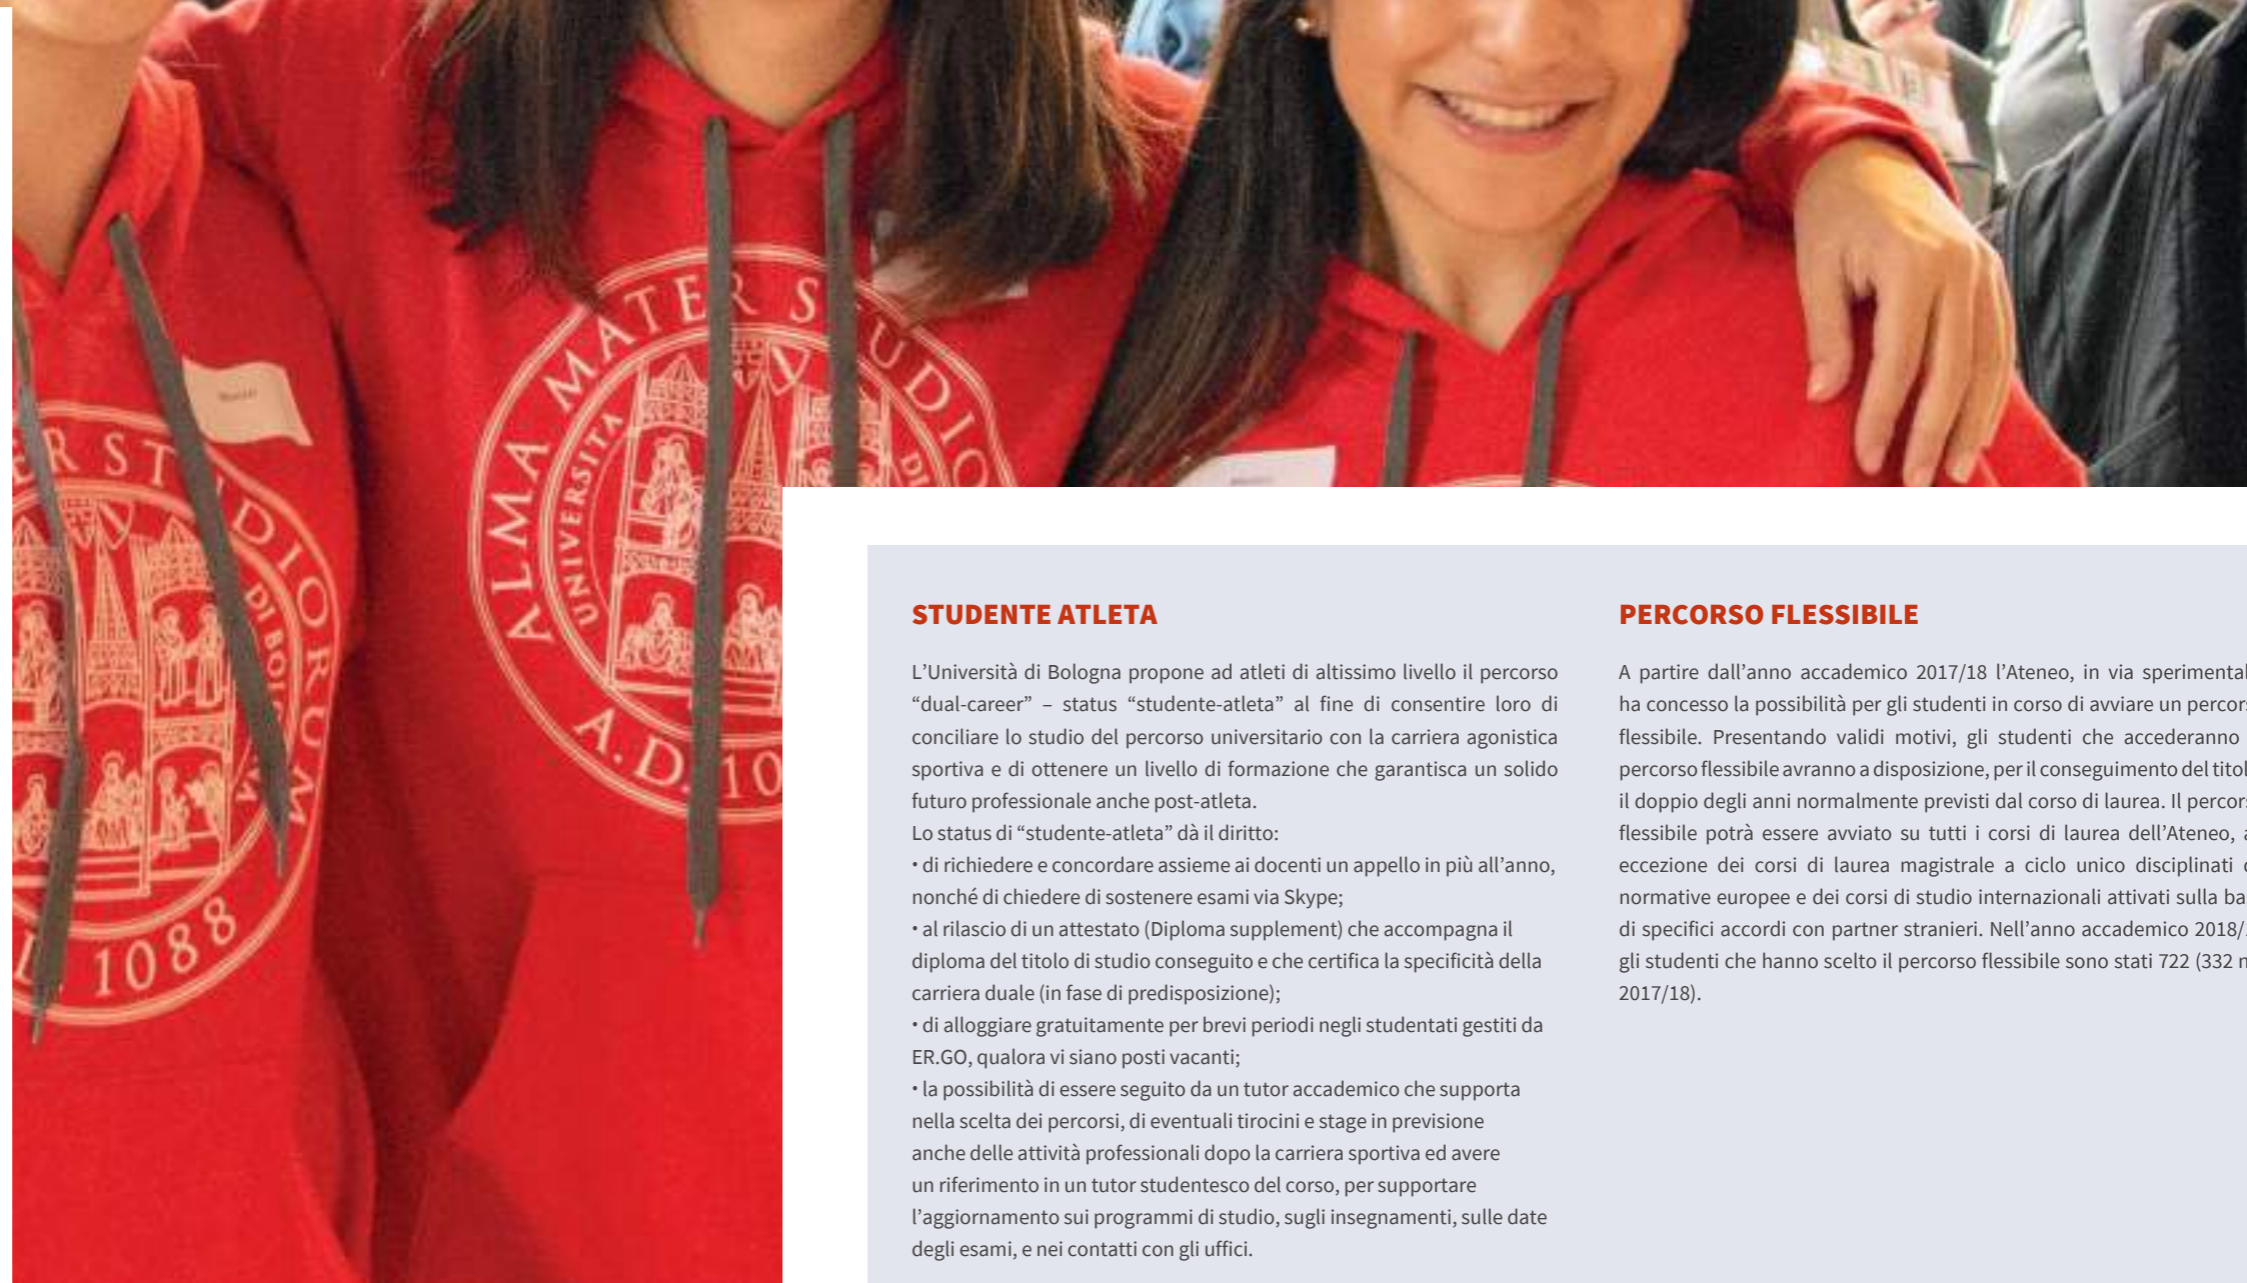 ALMA MATER STUDIO
UNIVERSITA
DI
A.D. 10
ER ST DIORUM
DI BOLOGNA
1088
STUDENTE ATLETA
L’Università di Bologna propone ad atleti di altissimo livello il percorso
“dual-career” – status “studente-atleta” al fine di consentire loro di
conciliare lo studio del percorso universitario con la carriera agonistica
sportiva e di ottenere un livello di formazione che garantisca un solido
futuro professionale anche post-atleta.
Lo status di “studente-atleta” dà il diritto:
• di richiedere e concordare assieme ai docenti un appello in più all’anno,
nonché di chiedere di sostenere esami via Skype;
• al rilascio di un attestato (Diploma supplement) che accompagna il
diploma del titolo di studio conseguito e che certifica la specificità della
carriera duale (in fase di predisposizione);
• di alloggiare gratuitamente per brevi periodi negli studentati gestiti da
ER.GO, qualora vi siano posti vacanti;
• la possibilità di essere seguito da un tutor accademico che supporta
nella scelta dei percorsi, di eventuali tirocini e stage in previsione
anche delle attività professionali dopo la carriera sportiva ed avere
un riferimento in un tutor studentesco del corso, per supportare
l’aggiornamento sui programmi di studio, sugli insegnamenti, sulle date
degli esami, e nei contatti con gli uffici.
PERCORSO FLESSIBILE
A partire dall’anno accademico 2017/18 l’Ateneo, in via sperimental
ha concesso la possibilità per gli studenti in corso di avviare un percor
flessibile. Presentando validi motivi, gli studenti che accederanno
percorso flessibile avranno a disposizione, per il conseguimento del titol
il doppio degli anni normalmente previsti dal corso di laurea. Il percor
flessibile potrà essere avviato su tutti i corsi di laurea dell’Ateneo,
eccezione dei corsi di laurea magistrale a ciclo unico disciplinati
normative europee e dei corsi di studio internazionali attivati sulla ba
di specifici accordi con partner stranieri. Nell’anno accademico 2018/
gli studenti che hanno scelto il percorso flessibile sono stati 722 (332 n
2017/18).